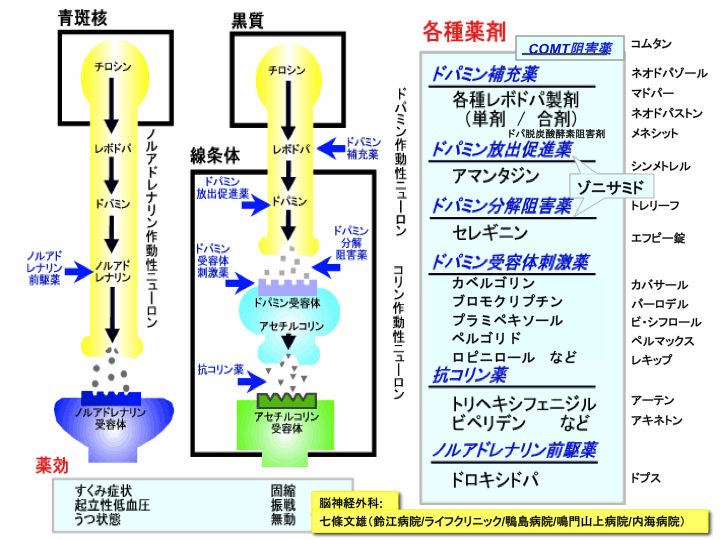 青斑核
チロシン
レボドパ
ドパミン
ノルアド
レナリン
ノルアド
レナリン
前駆薬
ノルアドレナリン作動性ニューロン
ノルアドレナリン
受容体
黒質
チロシン
レボドパ
ドパミン
補充薬
線条体
ドパミン
放出促進薬
ドパミン
ドパミン
分解
阻害薬
ドパミン
受容体
刺激薬
ドパミン受容体
アセチルコリン
抗コリン薬
アセチルコリン
受容体
ドパミン作動性ニューロン
コリン作動性ニューロン
各種薬剤
COMT阻害薬
コムタン
ドパミン補充薬
ネオドパゾール
各種レボドパ製剤
マドパー
(単剤 / 合剤)
ネオドパストン
ドパ脱炭酸酵素阻害剤
メネシット
ドパミン放出促進薬
アマンタジン
シンメトレル
ゾニサミド
トレリーフ
ドパミン分解阻害薬
セレギニン
エフピー錠
ドパミン受容体刺激薬
カベルゴリン
カバサール
ブロモクリプチン
パーロデル
プラミペキソール
ビ・シフロール
ペルゴリド
ペルマックス
ロピニロール など
レキップ
抗コリン薬
トリヘキシフェニジル
アーテン
ビペリデン など
アキネトン
ノルアドレナリン前駆薬
ドロキシドパ
ドプス
薬効
すくみ症状
起立性低血圧
うつ状態
固縮
振戦
無動
脳神経外科:
七條文雄(鈴江病院/ライフクリニック/鴨島病院/鳴門山上病院/内海病院)